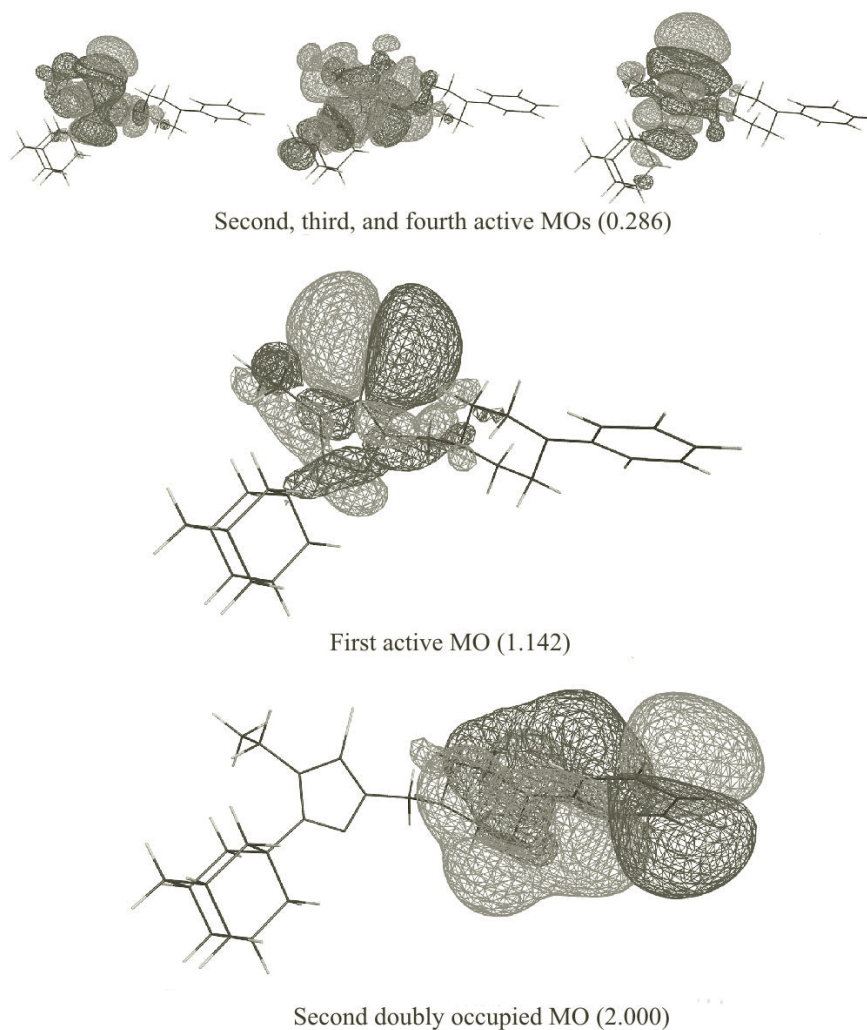 Second, third, and fourth active MOs (0.286)
First active MO (1.142)
Second doubly occupied MO (2.000)